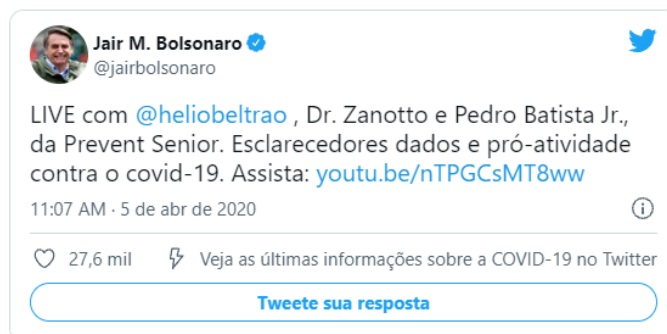 Jair M. Bolsonaro
@jairbolsonaro
LIVE com @heliobeltrao , Dr. Zanotto e Pedro Batista Jr.,
da Prevent Senior. Esclarecedores dados e pró-atividade
contra o covid-19. Assista: youtu.be/nTPGCsMT8ww
11:07 AM · 5 de abr de 2020
27,6 mil Veja as últimas informações sobre a COVID-19 no Twitter
Tweete sua resposta